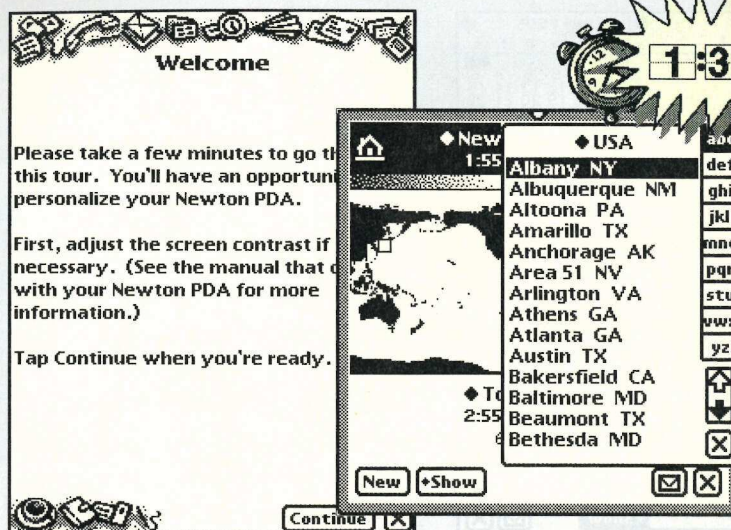 Welcome
Please take a few minutes to go th
this tour. You'll have an opportuni
personalize your Newton PDA.
First, adjust the screen contrast if
necessary. (See the manual that
with your Newton PDA for more
information.)
Tap Continue when you're ready.
Continue
1:3
New
1:55
USA
Albany NY
Albuquerque NM
Altoona PA
Amarillo TX
Anchorage AK
Area 51 NV
Arlington VA
Athens GA
Atlanta GA
Austin TX
Bakersfield CA
Baltimore MD
Beaumont TX
Bethesda MD
def
ghi
jkl
pqr
stu
yz
To
2:55
New
Show